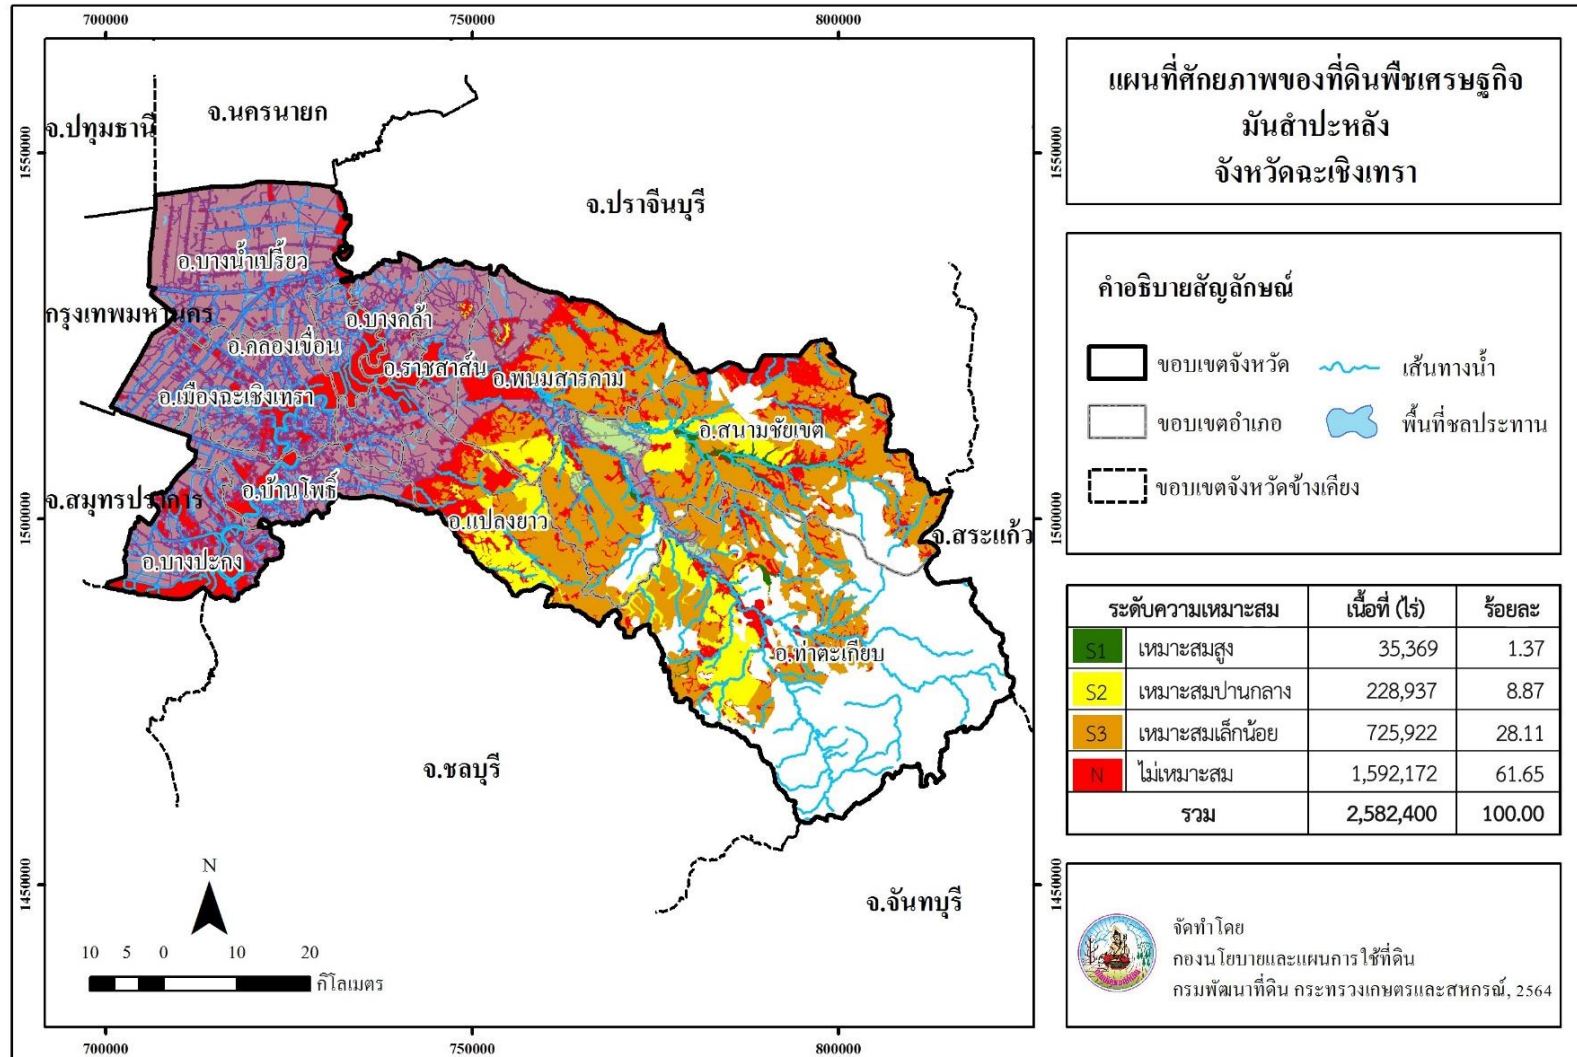 700000 750000 800000
แผนที่ศักยภาพของที่ดินพืชเศรษฐกิจ
มันสำปะหลัง
จังหวัดฉะเชิงเทรา
จ.นครนายก
จ.ปทุมธานี
1550000 1550000
จ.ปราจีนบุรี
อ.บางน้ำเปรี้ยว
กรุงเทพมหานคร
อ.บางคล้า
อ.คลองเขื่อน
อ.ราชสาส์น
อ.พนมสารคาม
อ.เมืองฉะเชิงเทรา
อ.สนามชัยเขต
อ.บ้านโพธิ์
จ.สมุทรปราการ
1500000 1500000
อ.แปลงยาว
จ.สระแก้ว
อ.บางปะกง
อ.ท่าตะเกียบ
จ.ชลบุรี
จ.จันทบุรี
1450000 1450000
N
10 5 0 10 20
กิโลเมตร
700000 750000 800000
คำอธิบายสัญลักษณ์
ขอบเขตจังหวัด เส้นทางน้ำ
ขอบเขตอำเภอ พื้นที่ชลประทาน
ขอบเขตจังหวัดข้างเคียง
ระดับความเหมาะสม เนื้อที่ (ไร่) ร้อยละ
S1 เหมาะสมสูง 35,369 1.37
S2 เหมาะสมปานกลาง 228,937 8.87
S3 เหมาะสมเล็กน้อย 725,922 28.11
N ไม่เหมาะสม 1,592,172 61.65
รวม 2,582,400 100.00
จัดทำโดย
กองนโยบายและแผนการใช้ที่ดิน
กรมพัฒนาที่ดิน กระทรวงเกษตรและสหกรณ์, 2564